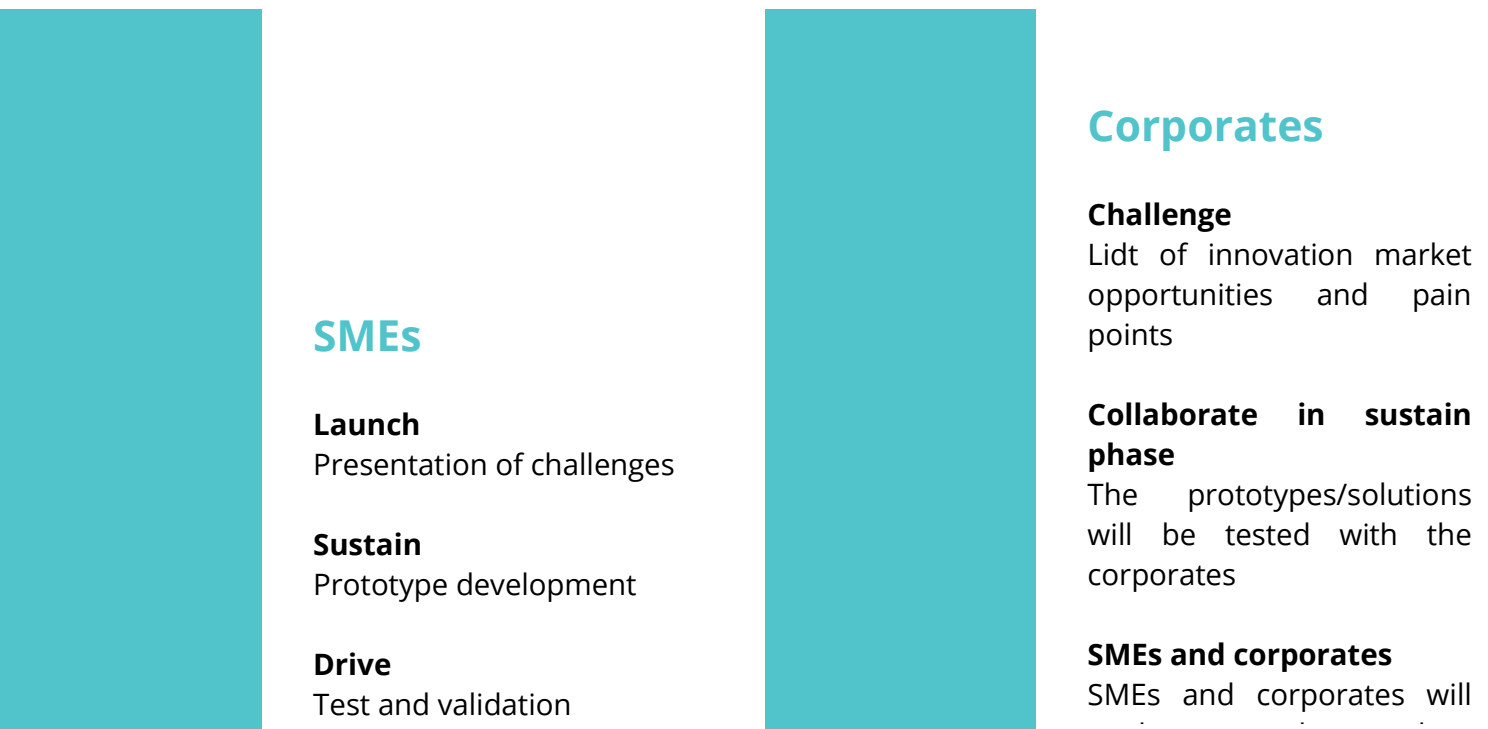 SMEs
Launch
Presentation of challenges
Sustain
Prototype development
Drive
Test and validation
Corporates
Challenge
Lidt of innovation market
opportunities and pain
points
Collaborate in sustain
phase
The prototypes/solutions
will be tested with the
corporates
SMEs and corporates
SMEs and corporates will